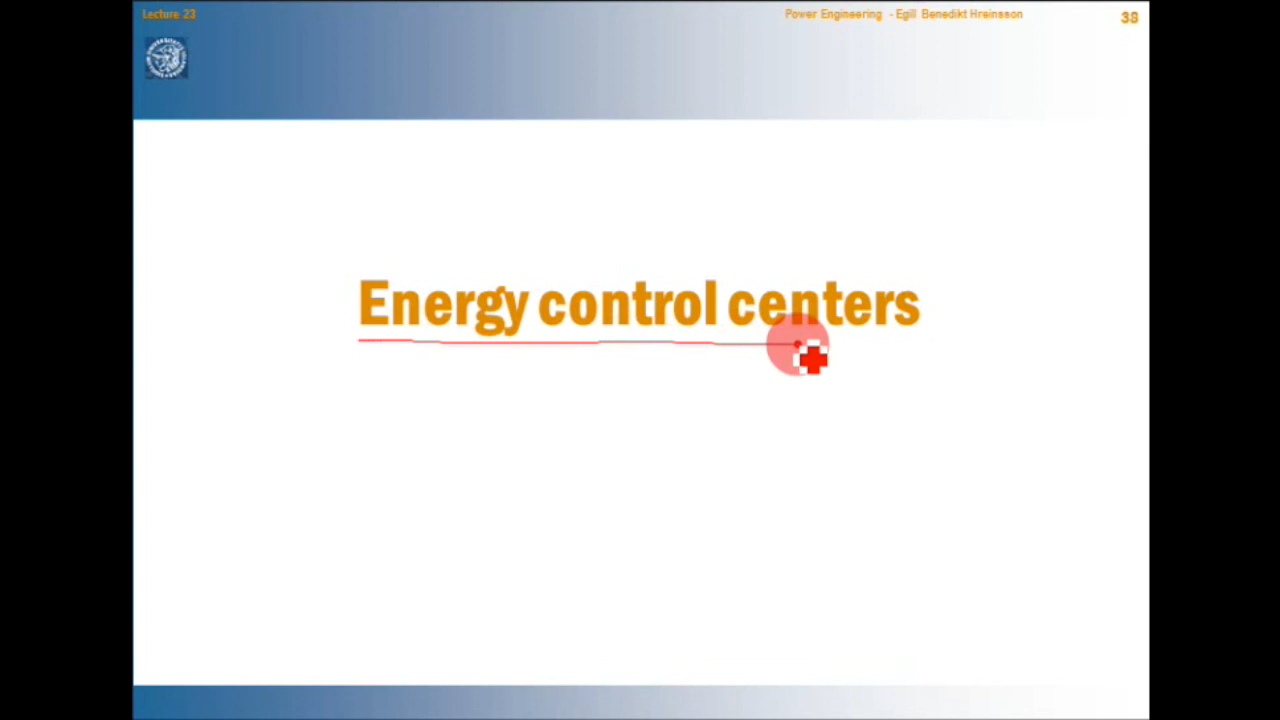 Lecture 23
Power Engineering - Egill Benedikt Hreinsson
38
Energy control centers